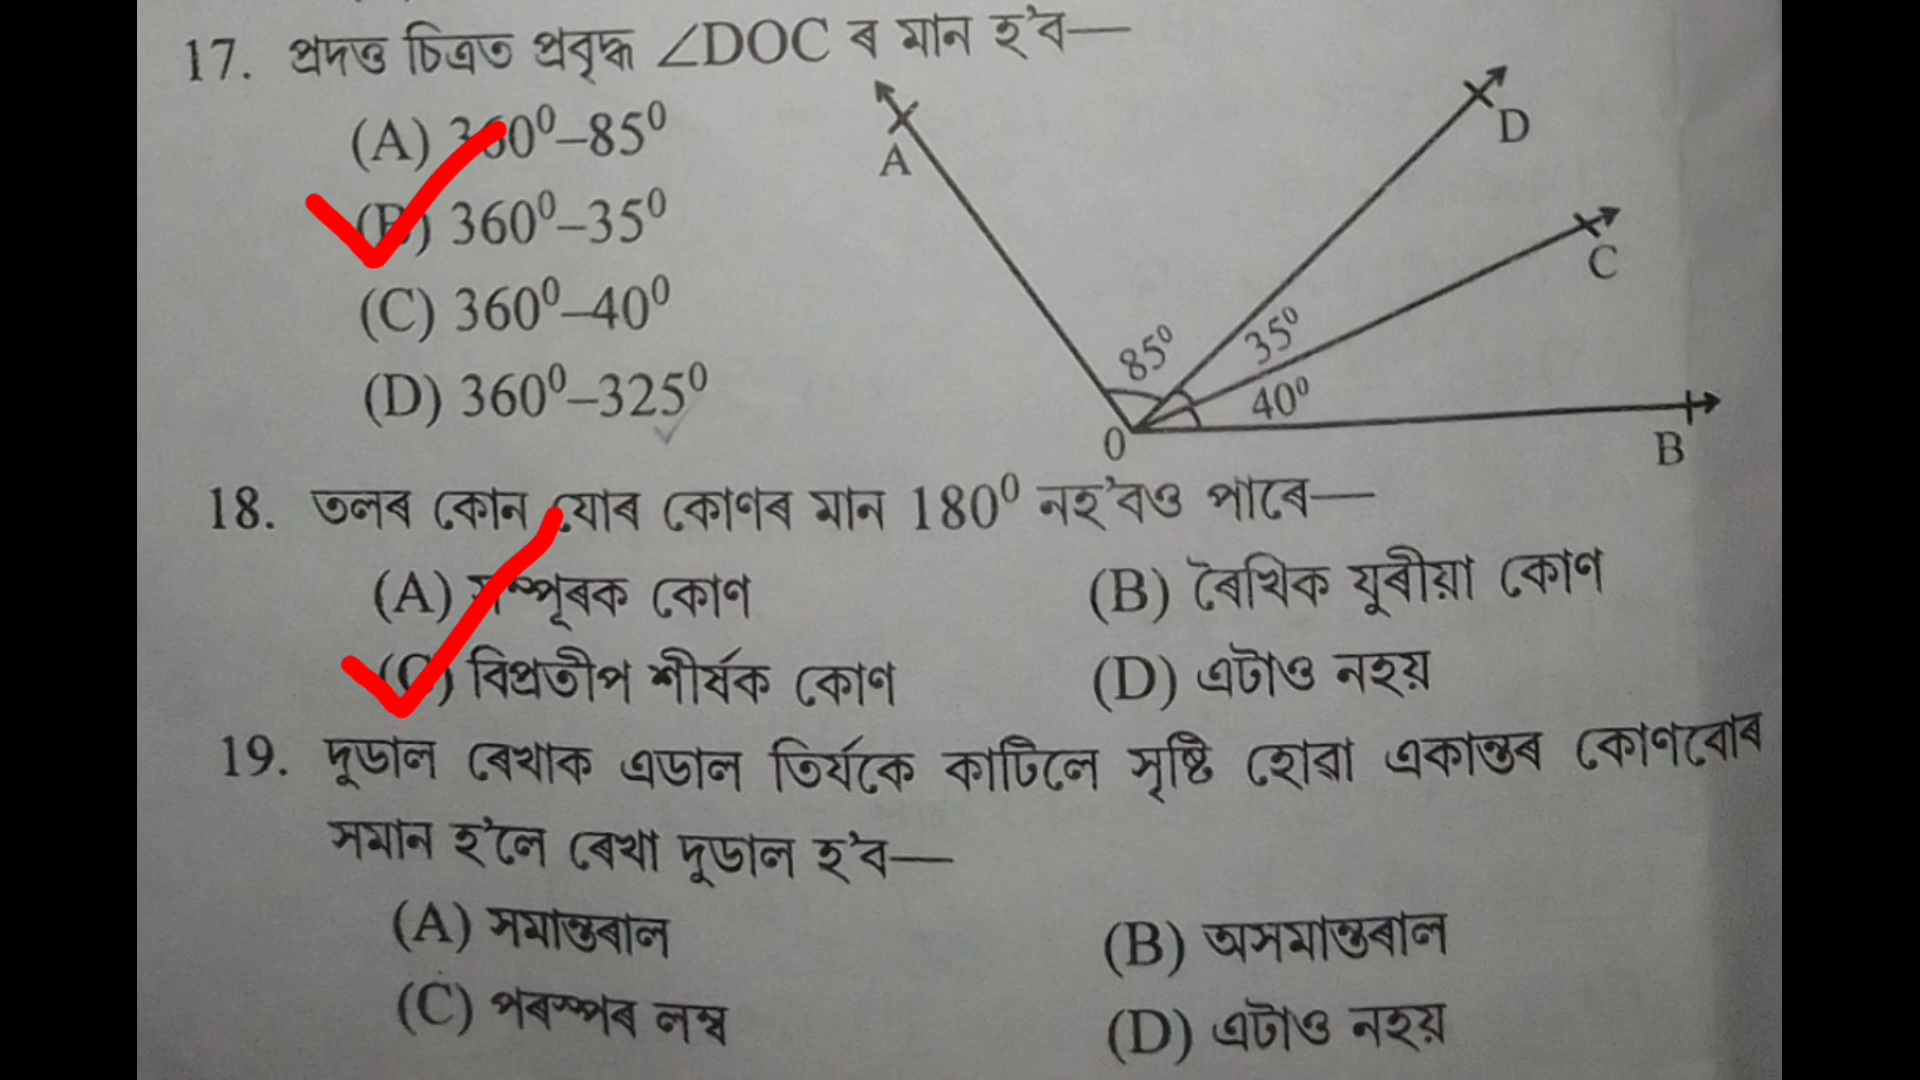 17. প্ৰদত্ত চিত্ৰত প্ৰবৃদ্ধ ∠DOC ৰ মান হ'ব—
(A) 360⁰–85⁰
(B) 360⁰–35⁰
(C) 360⁰–40⁰
(D) 360⁰–325⁰
A
D
C
B
O
85⁰
35⁰
40⁰
18. তলৰ কোন যোৰ কোণৰ মান 180⁰ নহ'বও পাৰে—
(A) সম্পূৰক কোণ (B) ৰৈখিক যুৰীয়া কোণ
(C) বিপ্ৰতীপ শীৰ্ষক কোণ (D) এটাও নহয়
19. দুডাল ৰেখাক এডাল তিৰ্যকে কাটিলে সৃষ্টি হোৱা একান্তৰ কোণবোৰ
সমান হ'লে ৰেখা দুডাল হ'ব—
(A) সমান্তৰাল (B) অসমান্তৰাল
(C) পৰস্পৰ লম্ব (D) এটাও নহয়